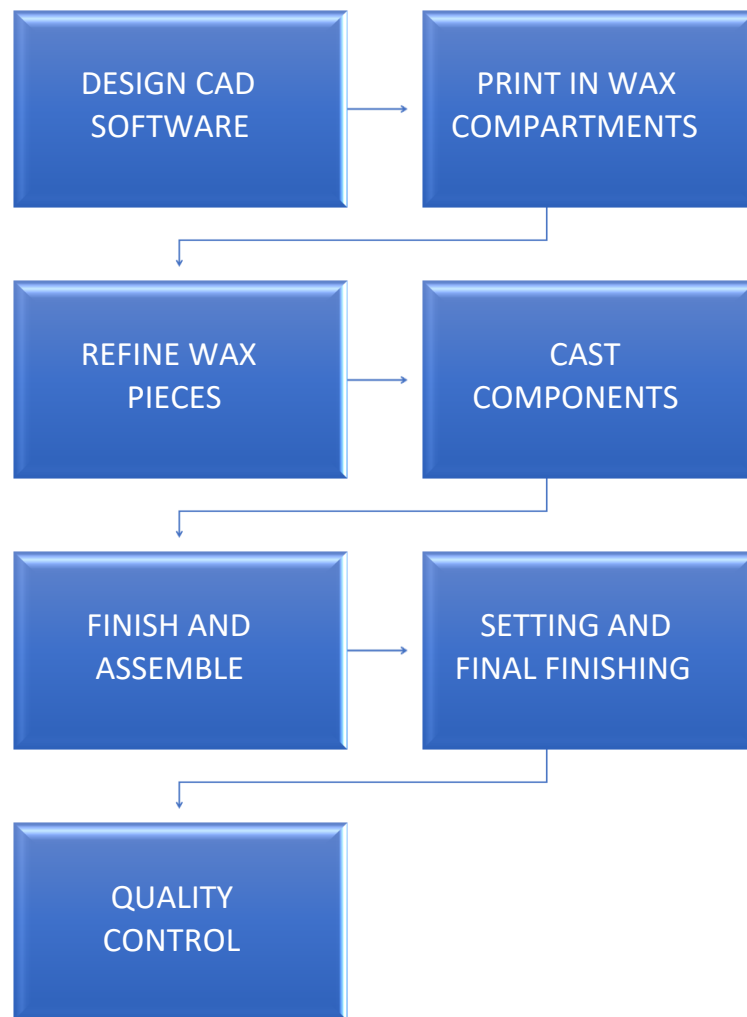 DESIGN CAD
SOFTWARE
PRINT IN WAX
COMPARTMENTS
REFINE WAX
PIECES
CAST
COMPONENTS
FINISH AND
ASSEMBLE
SETTING AND
FINAL FINISHING
QUALITY
CONTROL